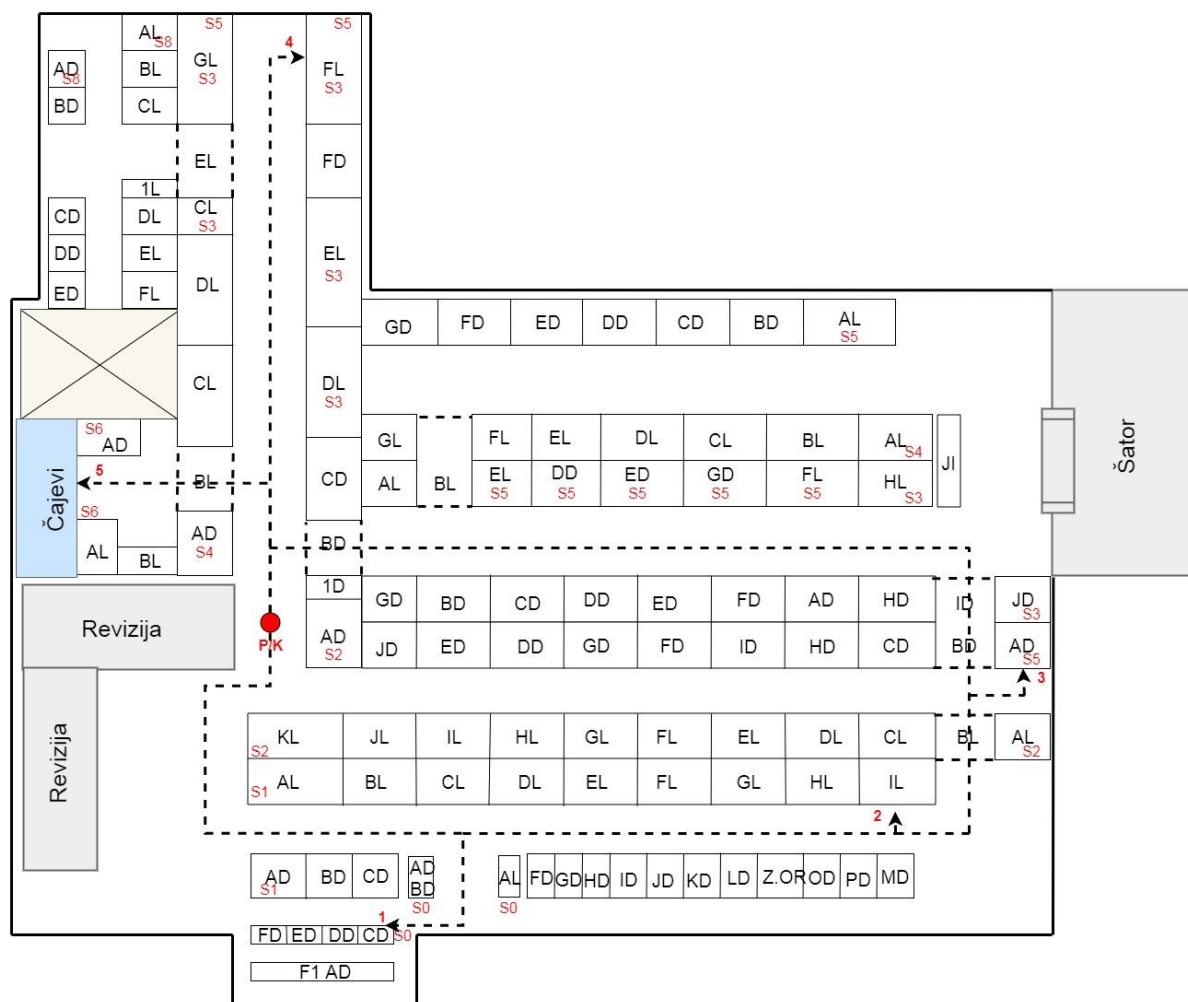 S5
S5
AL
S8
4
AD
S8
BL
GL
S3
FL
S3
BD
CL
EL
FD
1L
CD
DL
CL
S3
DD
EL
EL
S3
DL
ED
FL
GD
FD
ED
DD
CD
BD
AL
S5
CL
DL
S3
S6
AD
GL
FL
EL
DL
CL
BL
AL
S4
JI
Šator
5
BL
CD
AL
BL
EL
S5
DD
S5
ED
S5
GD
S5
FL
S5
HL
S3
Čajevi
S6
AL
BL
AD
S4
BD
1D
GD
BD
CD
DD
ED
FD
AD
HD
ID
JD
S3
Revizija
P/K
AD
S2
JD
ED
DD
GD
FD
ID
HD
CD
BD
AD
S5
3
Revizija
S2
KL
JL
IL
HL
GL
FL
EL
DL
CL
BL
AL
S2
S1
AL
BL
CL
DL
EL
FL
GL
HL
IL
2
AD
S1
BD
CD
AD
BD
S0
AL
S0
FD
GD
HD
ID
JD
KD
LD
Z.OR
OD
PD
MD
1
FD
ED
DD
CD
S0
F1 AD